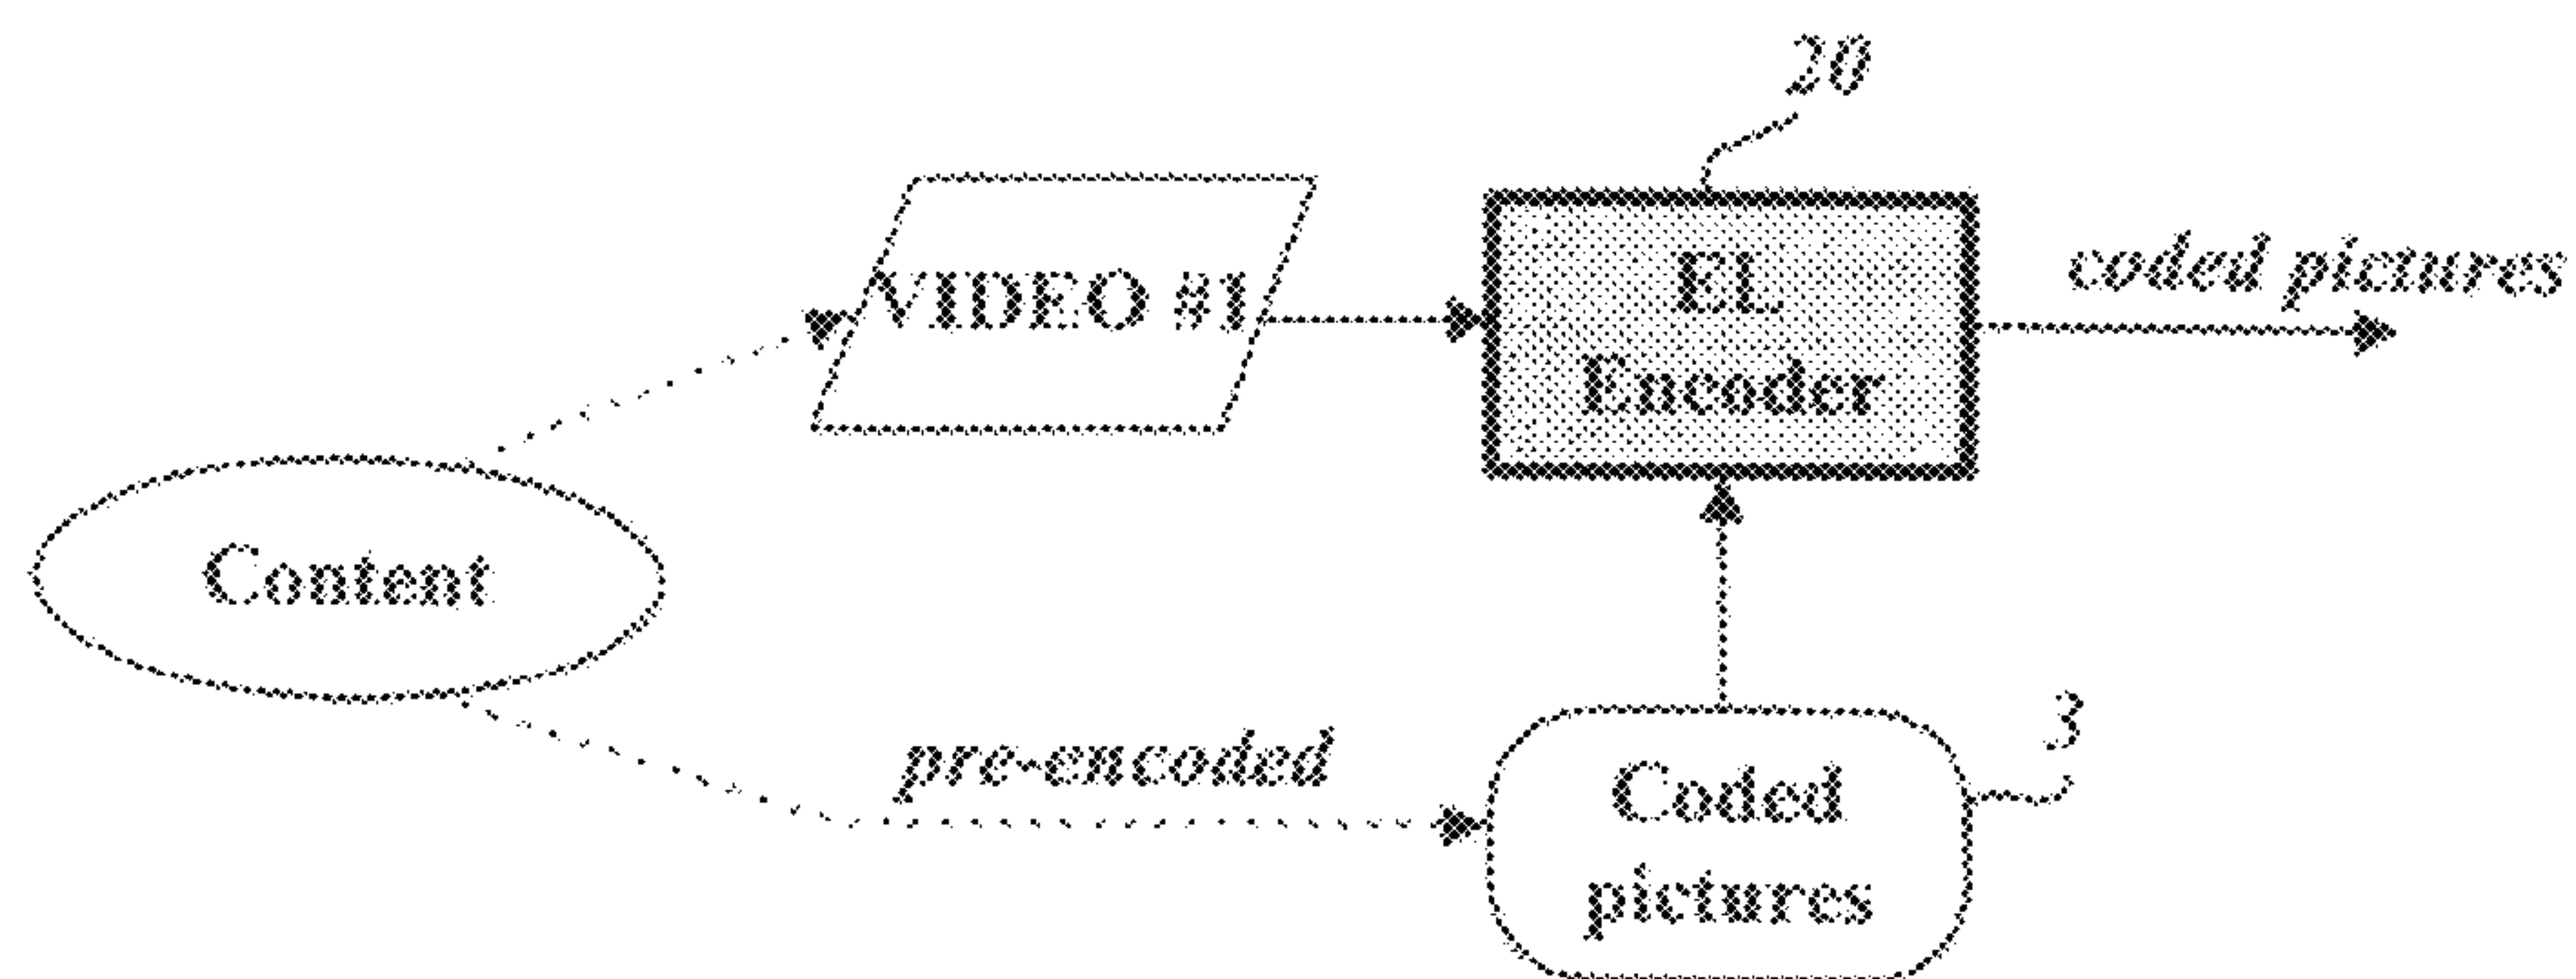 20
VIDEO #1
EL
Encoder
coded pictures
Content
pre-encoded
3
Coded
pictures